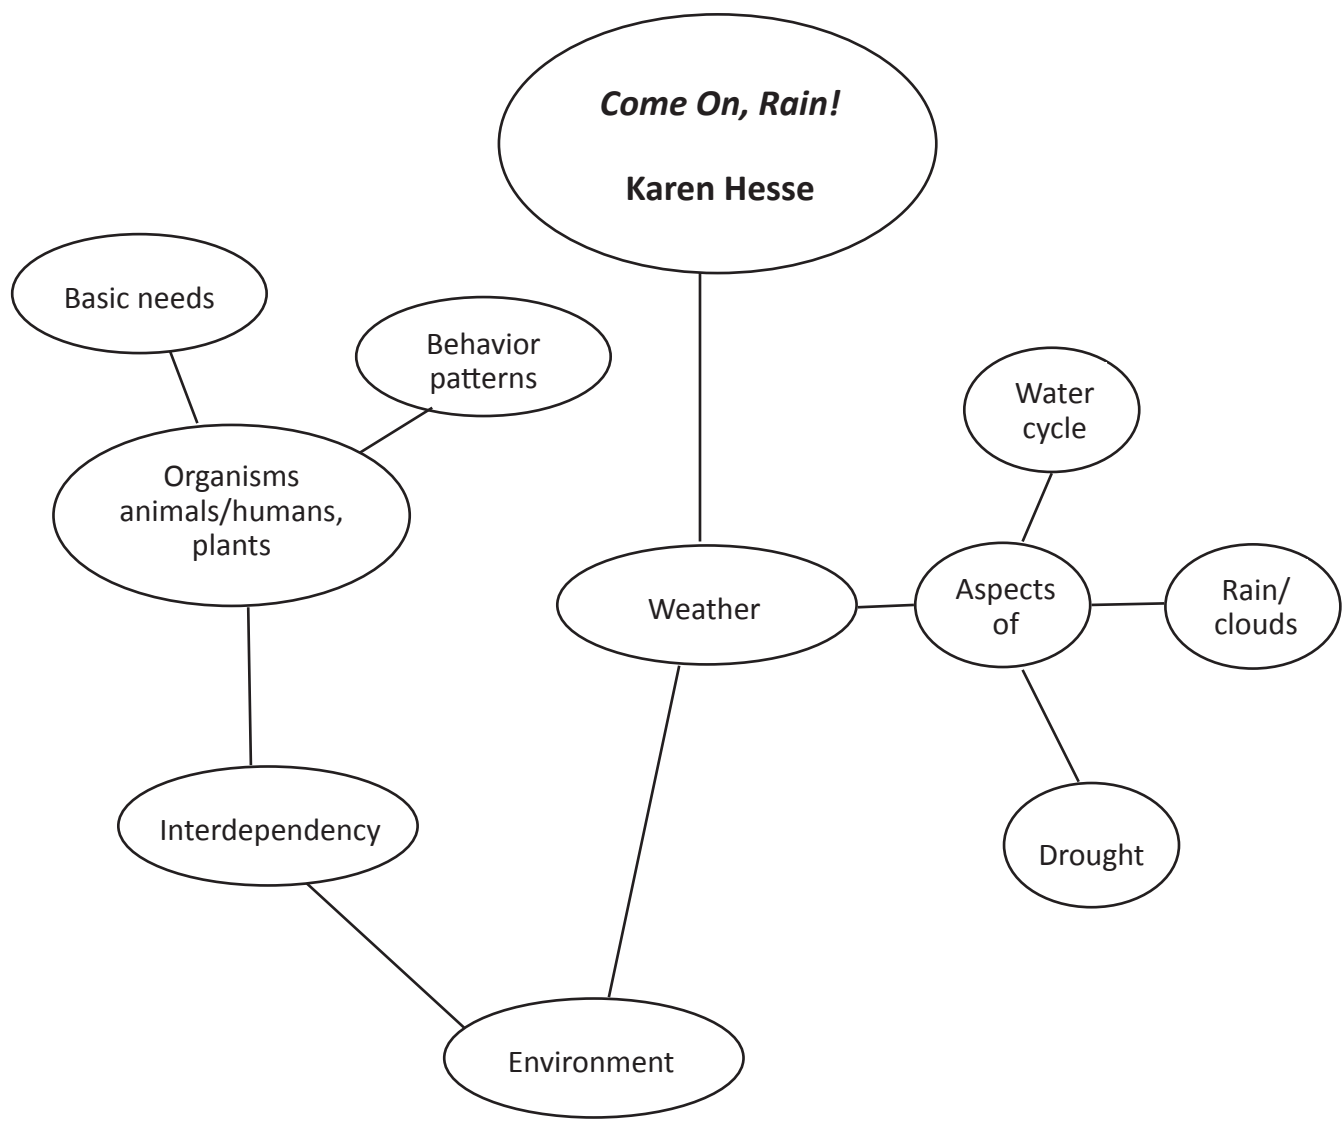 Come On, Rain!
Karen Hesse
Basic needs
Behavior
patterns
Organisms
animals/humans,
plants
Water
cycle
Weather
Aspects
of
Rain/
clouds
Interdependency
Drought
Environment